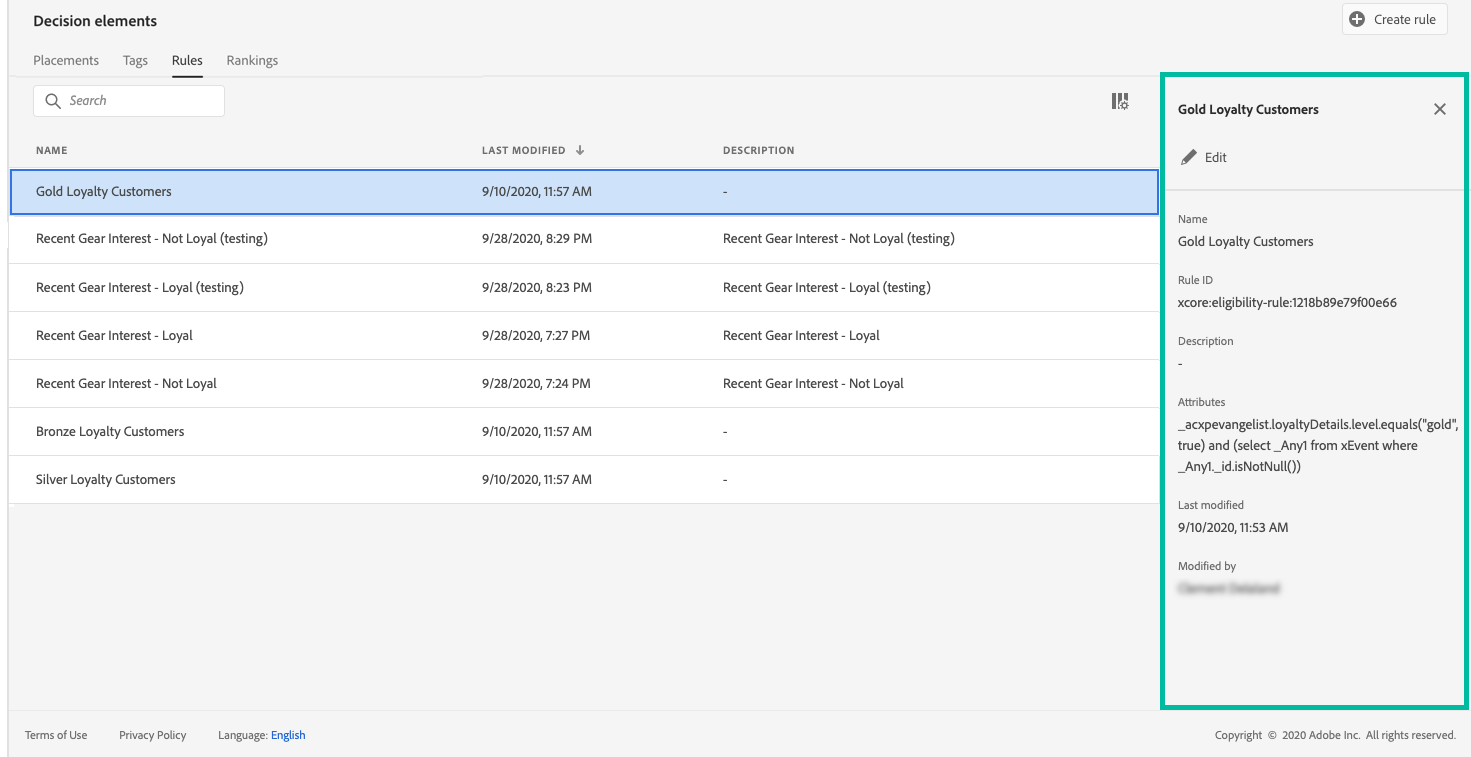 Decision elements
Create rule
Placements Tags Rules Rankings
Search
NAME LAST MODIFIED DESCRIPTION
Gold Loyalty Customers 9/10/2020, 11:57 AM -
Recent Gear Interest - Not Loyal (testing) 9/28/2020, 8:29 PM Recent Gear Interest - Not Loyal (testing)
Recent Gear Interest - Loyal (testing) 9/28/2020, 8:23 PM Recent Gear Interest - Loyal (testing)
Recent Gear Interest - Loyal 9/28/2020, 7:27 PM Recent Gear Interest - Loyal
Recent Gear Interest - Not Loyal 9/28/2020, 7:24 PM Recent Gear Interest - Not Loyal
Bronze Loyalty Customers 9/10/2020, 11:57 AM -
Silver Loyalty Customers 9/10/2020, 11:57 AM -
Gold Loyalty Customers
Edit
Name
Gold Loyalty Customers
Rule ID
xcore:eligibility-rule:1218b89e79f00e66
Description
-
Attributes
_acxpevangelist.loyaltyDetails.level.equals("gold",
true) and (select _Any1 from xEvent where
_Any1._id.isNotNull())
Last modified
9/10/2020, 11:53 AM
Modified by
Terms of Use Privacy Policy Language: English
Copyright © 2020 Adobe Inc. All rights reserved.